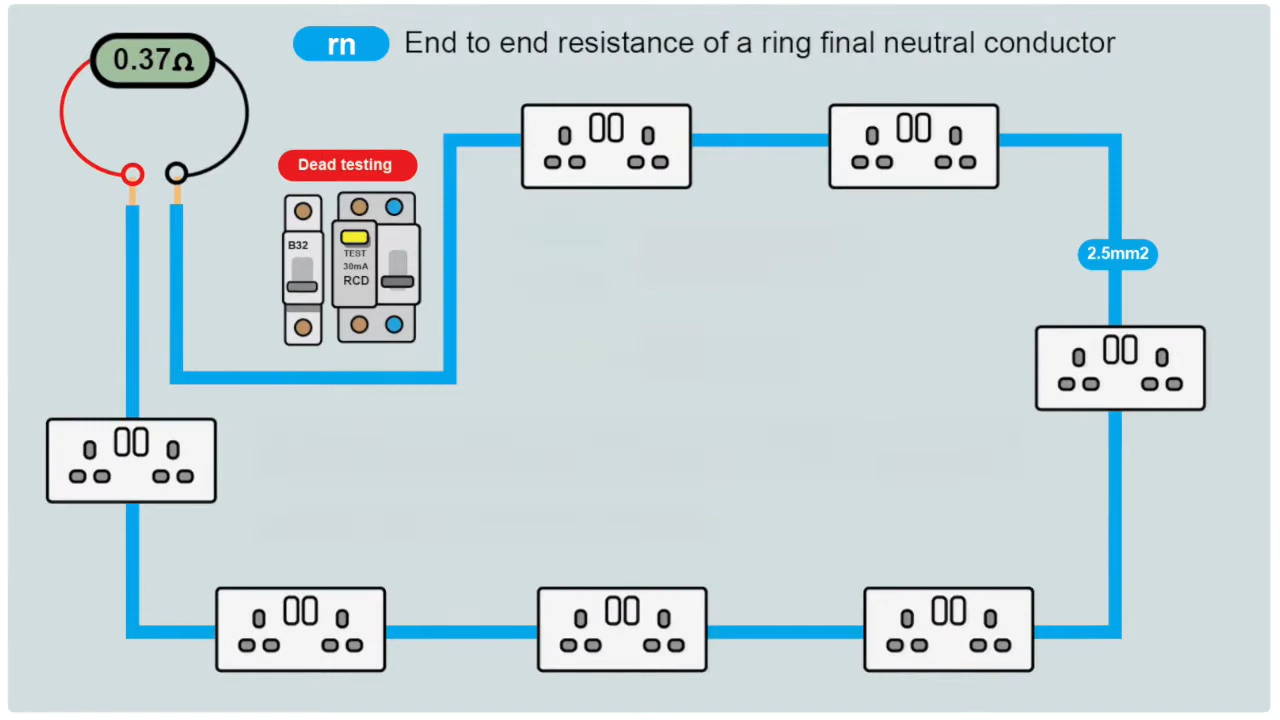 0.37Ω
rn End to end resistance of a ring final neutral conductor
Dead testing
B32
TEST
30mA
RCD
2.5mm2